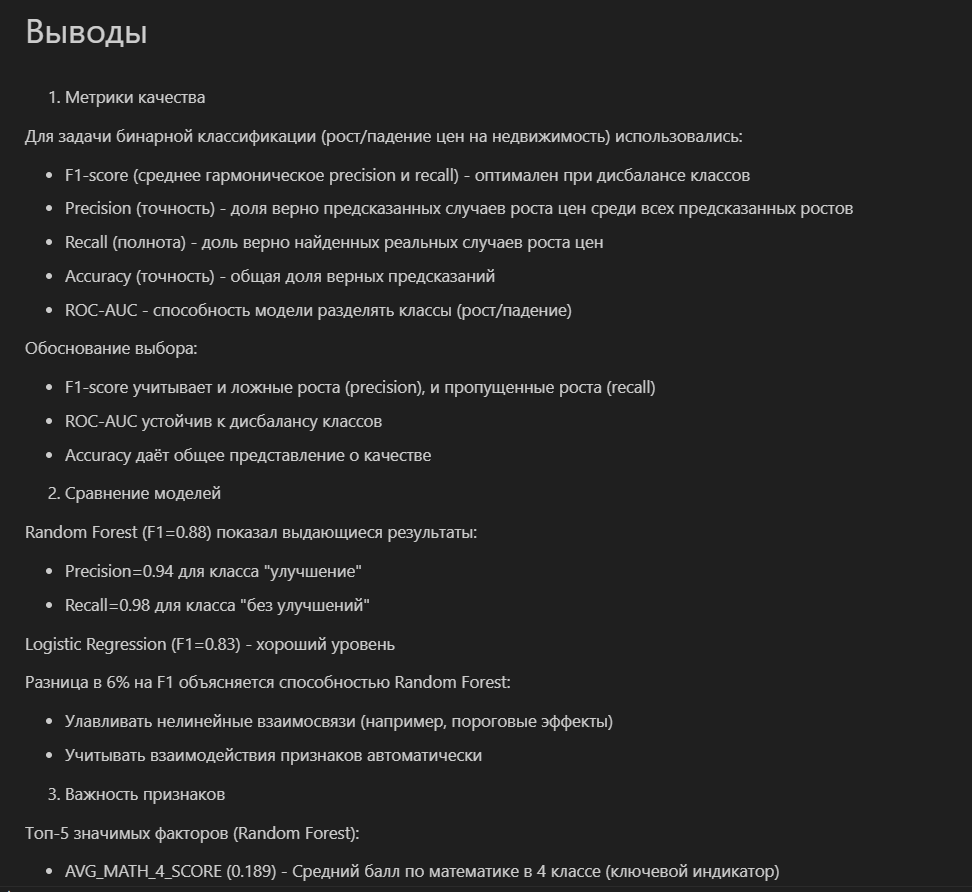 Выводы
1. Метрики качества
Для задачи бинарной классификации (рост/падение цен на недвижимость) использовались:
• F1-score (среднее гармоническое precision и recall) - оптимален при дисбалансе классов
• Precision (точность) - доля верно предсказанных случаев роста цен среди всех предсказанных ростов
• Recall (полнота) - доль верно найденных реальных случаев роста цен
• Accuracy (точность) - общая доля верных предсказаний
• ROC-AUC - способность модели разделять классы (рост/падение)
Обоснование выбора:
• F1-score учитывает и ложные роста (precision), и пропущенные роста (recall)
• ROC-AUC устойчив к дисбалансу классов
• Accuracy даёт общее представление о качестве
2. Сравнение моделей
Random Forest (F1=0.88) показал выдающиеся результаты:
• Precision=0.94 для класса "улучшение"
• Recall=0.98 для класса "без улучшений"
Logistic Regression (F1=0.83) - хороший уровень
Разница в 6% на F1 объясняется способностью Random Forest:
• Улавливать нелинейные взаимосвязи (например, пороговые эффекты)
• Учитывать взаимодействия признаков автоматически
3. Важность признаков
Топ-5 значимых факторов (Random Forest):
• AVG_MATH_4_SCORE (0.189) - Средний балл по математике в 4 классе (ключевой индикатор)